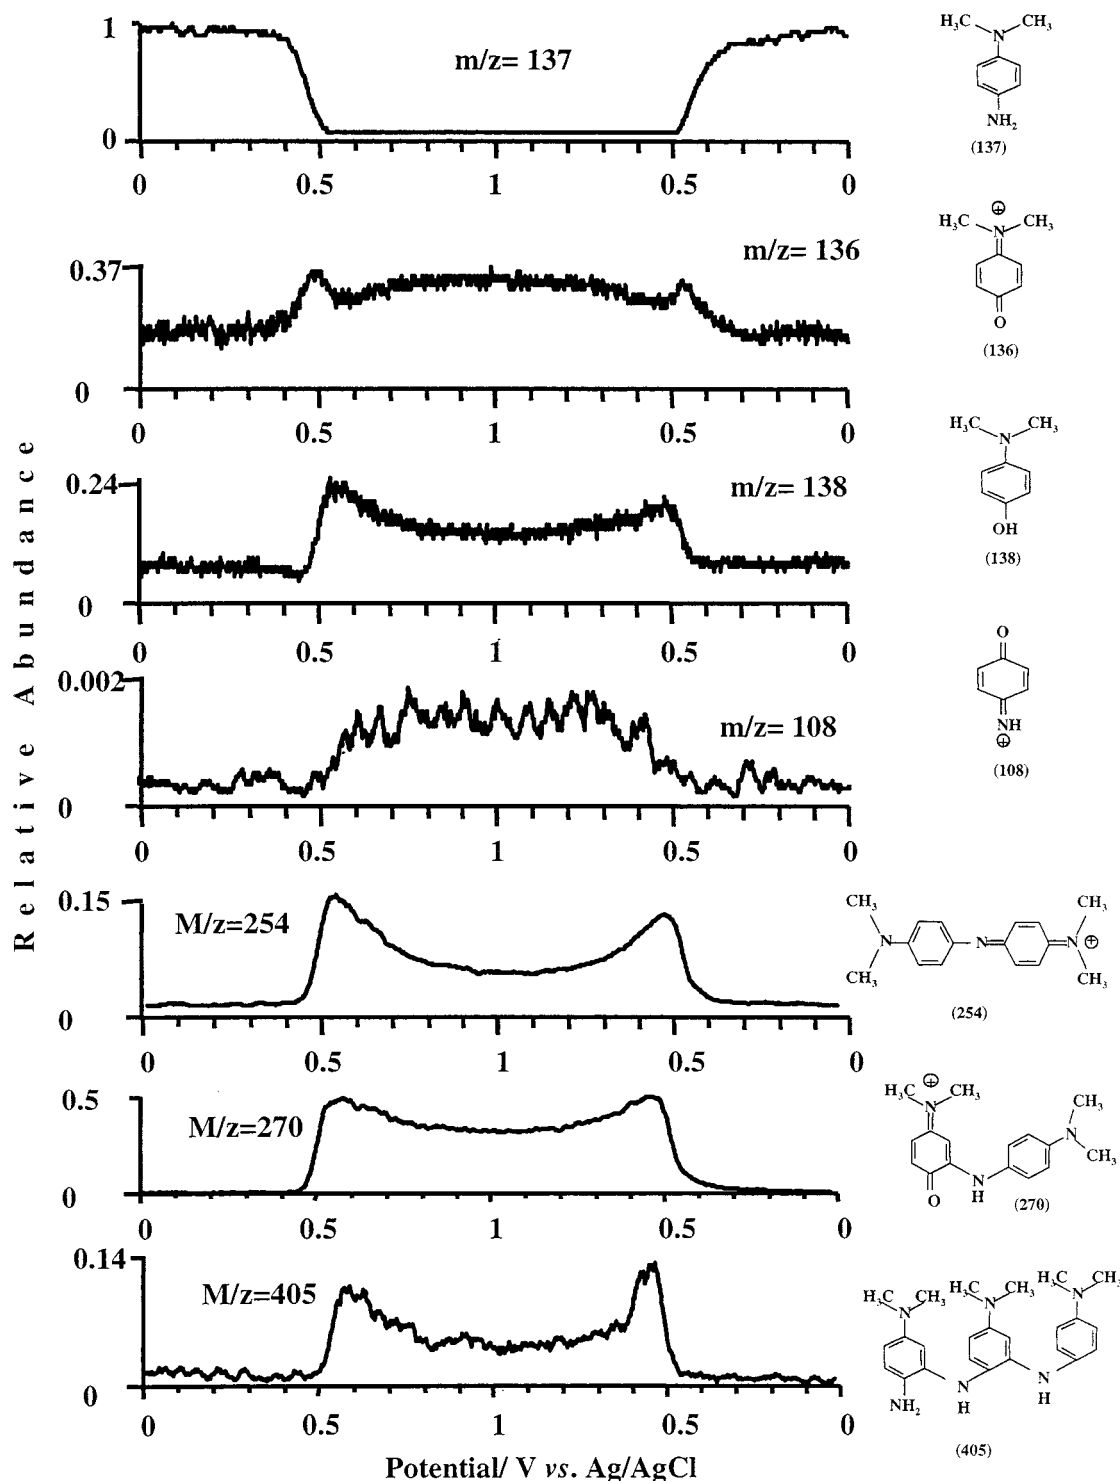 1
m/z= 137
0
0 0.5 1 0.5 0
H₃C CH₃
N
NH₂
(137)
0.37
m/z= 136
0
0 0.5 1 0.5 0
⊕
H₃C CH₃
N
O
(136)
0.24
m/z= 138
0
0 0.5 1 0.5 0
H₃C CH₃
N
OH
(138)
0.002
m/z= 108
0
0 0.5 1 0.5 0
O
NH
⊕
(108)
0.15
M/z=254
0
0 0.5 1 0.5 0
CH₃ CH₃
N N N ⊕
CH₃ CH₃
(254)
0.5
M/z=270
0
0 0.5 1 0.5 0
⊕
H₃C CH₃ CH₃
N N
CH₃
O N
H
(270)
0.14
M/z=405
0
0 0.5 1 0.5 0
H₃C CH₃ H₃C CH₃ H₃C CH₃
N N N
NH₂ N N
H H
(405)
Relative Abundance
Potential/ V vs. Ag/AgCl